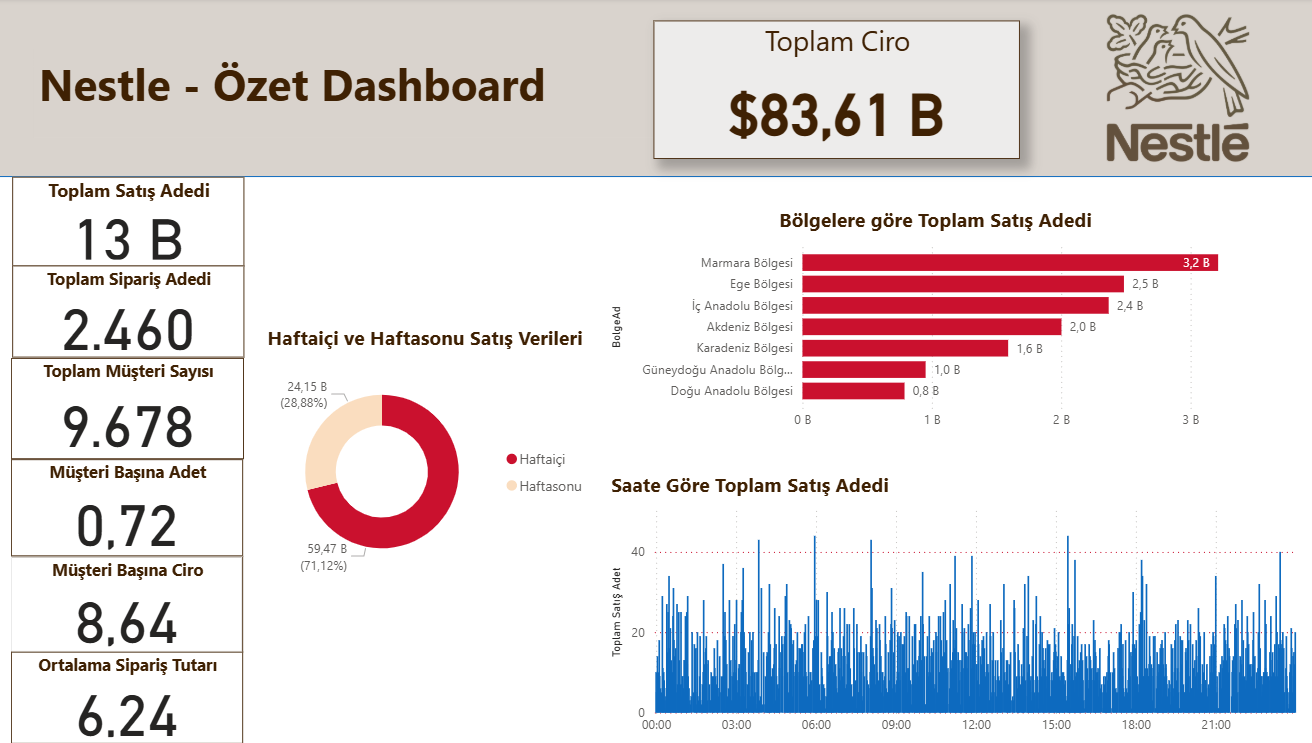 Nestle - Özet Dashboard
Toplam Ciro
$83,61 B
Nestlé
Toplam Satış Adedi
13 B
Toplam Sipariş Adedi
2.460
Toplam Müşteri Sayısı
9.678
Müşteri Başına Adet
0,72
Müşteri Başına Ciro
8,64
Ortalama Sipariş Tutarı
6,24
Haftaiçi ve Haftasonu Satış Verileri
24,15 B
(28,88%)
59,47 B
(71,12%)
Haftaiçi
Haftasonu
Bölgelere göre Toplam Satış Adedi
BolgeAd
Marmara Bölgesi 3,2 B
Ege Bölgesi 2,5 B
İç Anadolu Bölgesi 2,4 B
Akdeniz Bölgesi 2,0 B
Karadeniz Bölgesi 1,6 B
Güneydoğu Anadolu Bölg... 1,0 B
Doğu Anadolu Bölgesi 0,8 B
0 B 1 B 2 B 3 B
Saate Göre Toplam Satış Adedi
Toplam Satış Adet
40
20
0
00:00 03:00 06:00 09:00 12:00 15:00 18:00 21:00